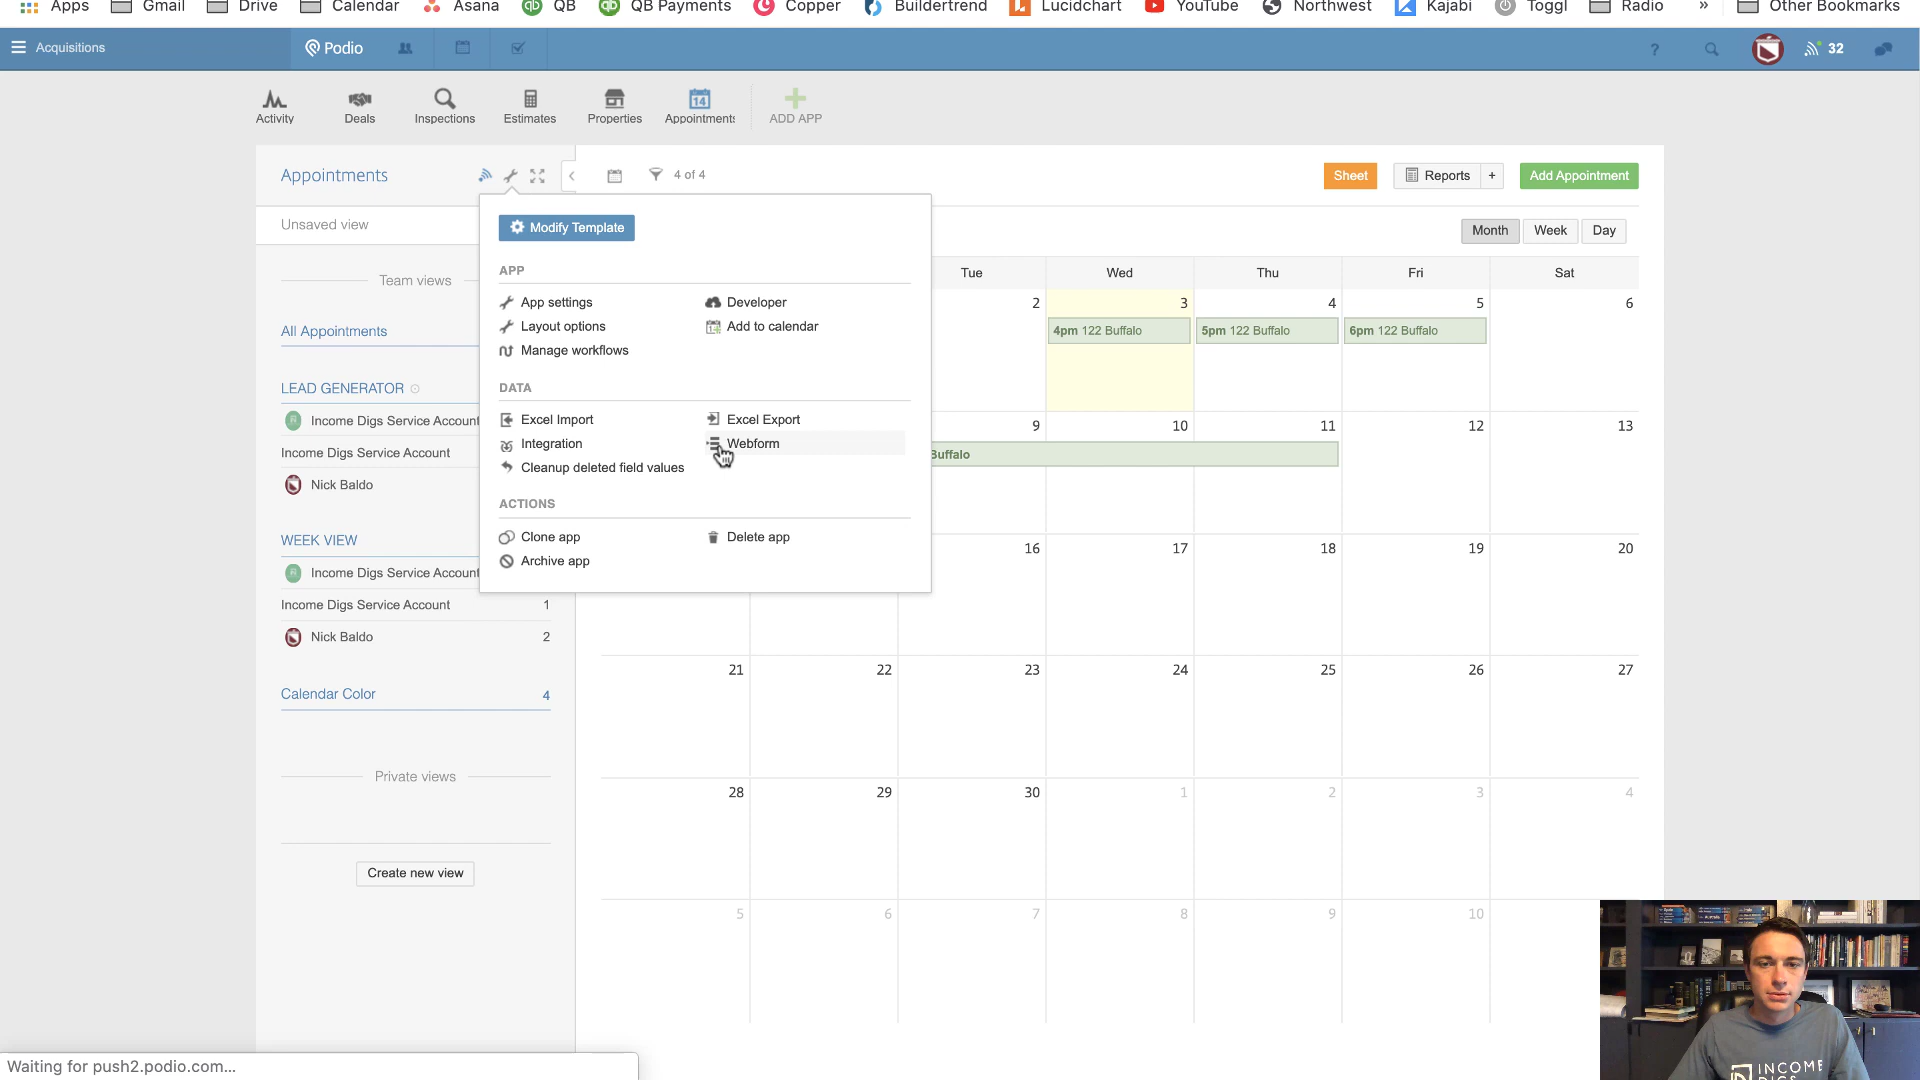 Apps Gmail Drive Calendar Asana QB QB Payments Copper Buildertrend Lucidchart YouTube Northwest Kajabi Toggl Radio » Other Bookmarks
Acquisitions Podio ? 32
Activity Deals Inspections Estimates Properties 14 Appointments ADD APP
Appointments 4 of 4 Sheet Reports + Add Appointment
Unsaved view
Modify Template
Month Week Day
Team views
All Appointments
LEAD GENERATOR
Income Digs Service Account
Income Digs Service Account
Nick Baldo
WEEK VIEW
Income Digs Service Account
Income Digs Service Account 1
Nick Baldo 2
Calendar Color 4
Private views
Create new view
APP
App settings Developer
Layout options Add to calendar
Manage workflows
DATA
Excel Import Excel Export
Integration Webform
Cleanup deleted field values
ACTIONS
Clone app Delete app
Archive app
Tue Wed Thu Fri Sat
2 3 4 5 6
4pm 122 Buffalo 5pm 122 Buffalo 6pm 122 Buffalo
9 10 11 12 13
Buffalo
16 17 18 19 20
21 22 23 24 25 26 27
28 29 30 1 2 3 4
5 6 7 8 9 10
Waiting for push2.podio.com...
INCOME